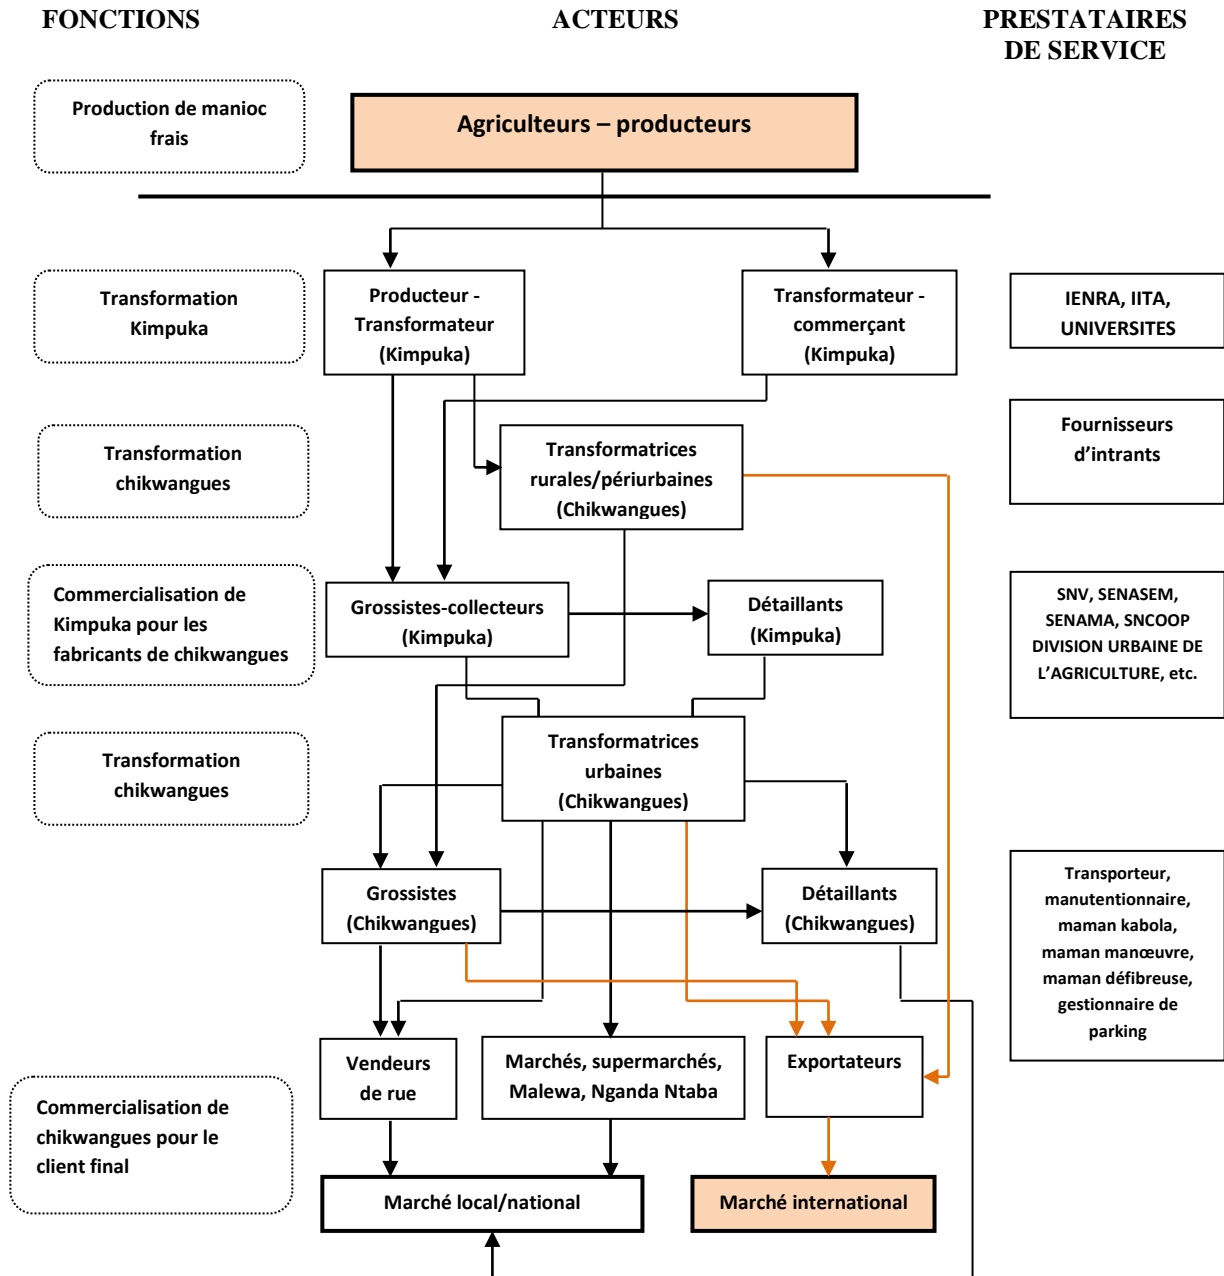 FONCTIONS
ACTEURS
PRESTATAIRES
DE SERVICE
Production de manioc
frais
Agriculteurs – producteurs
Transformation
Kimpuka
Producteur -
Transformateur
(Kimpuka)
Transformateur -
commerçant
(Kimpuka)
IENRA, IITA,
UNIVERSITES
Transformation
chikwangues
Transformatrices
rurales/périurbaines
(Chikwangues)
Fournisseurs
d’intrants
Commercialisation de
Kimpuka pour les
fabricants de chikwangues
Grossistes-collecteurs
(Kimpuka)
Détaillants
(Kimpuka)
SNV, SENASEM,
SENAMA, SNCOOP
DIVISION URBAINE DE
L’AGRICULTURE, etc.
Transformation
chikwangues
Transformatrices
urbaines
(Chikwangues)
Grossistes
(Chikwangues)
Détaillants
(Chikwangues)
Transporteur,
manutentionnaire,
maman kabola,
maman manœuvre,
maman défibreuse,
gestionnaire de
parking
Vendeurs
de rue
Marchés, supermarchés,
Malewa, Nganda Ntaba
Exportateurs
Commercialisation de
chikwangues pour le
client final
Marché local/national
Marché international